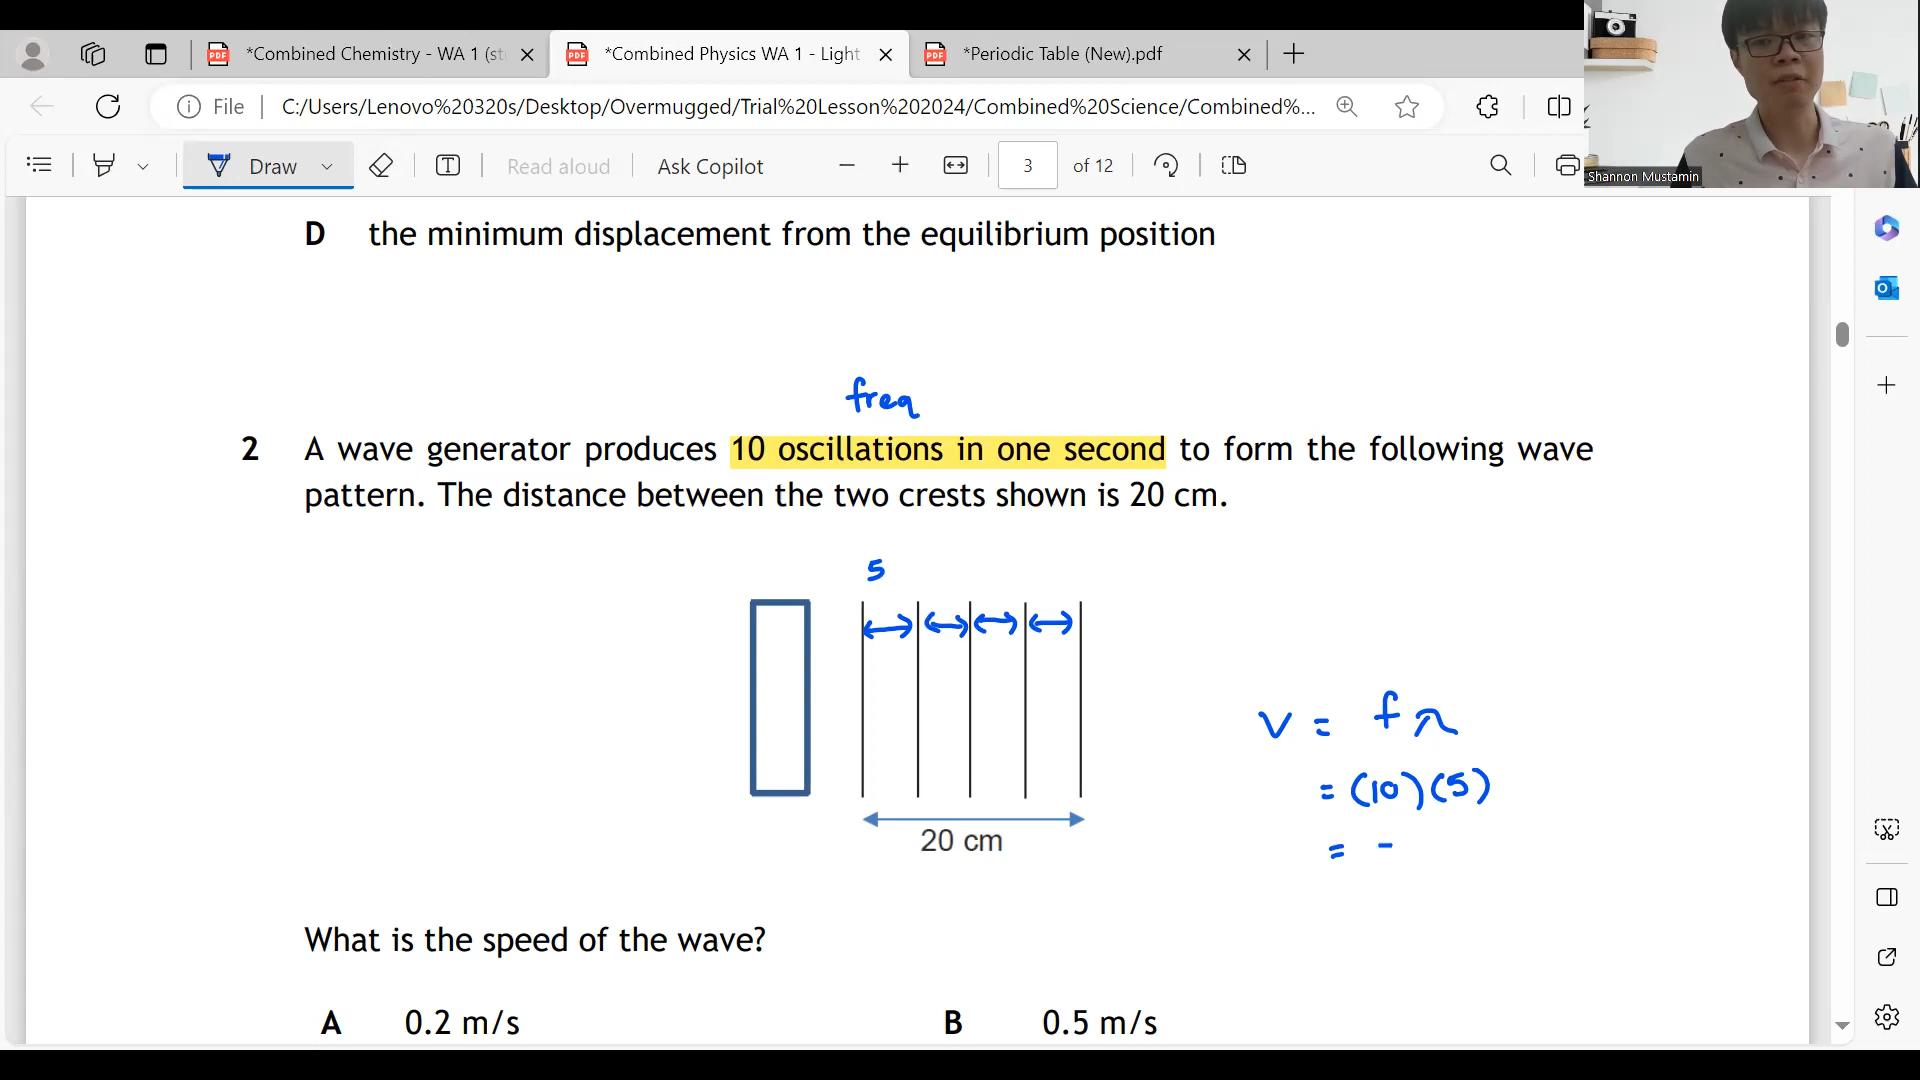 *Combined Chemistry - WA 1 (st
*Combined Physics WA 1 - Light
*Periodic Table (New).pdf
File
C:/Users/Lenovo%20320s/Desktop/Overmugged/Trial%20Lesson%202024/Combined%20Science/Combined%...
Draw
Read aloud
Ask Copilot
3
of 12
Shannon Mustamin
D the minimum displacement from the equilibrium position
freq
2 A wave generator produces 10 oscillations in one second to form the following wave
pattern. The distance between the two crests shown is 20 cm.
5
20 cm
v = fλ
= (10)(5)
= -
What is the speed of the wave?
A 0.2 m/s
B 0.5 m/s